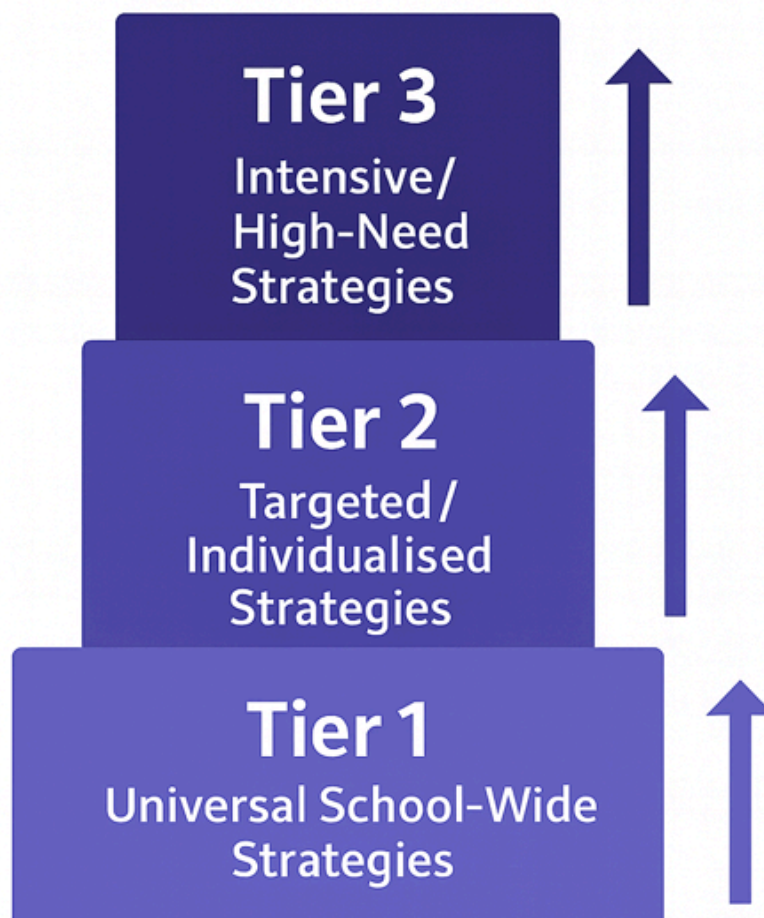 Tier 3
Intensive/
High-Need
Strategies
Tier 2
Targeted/
Individualised
Strategies
Tier 1
Universal School-Wide
Strategies